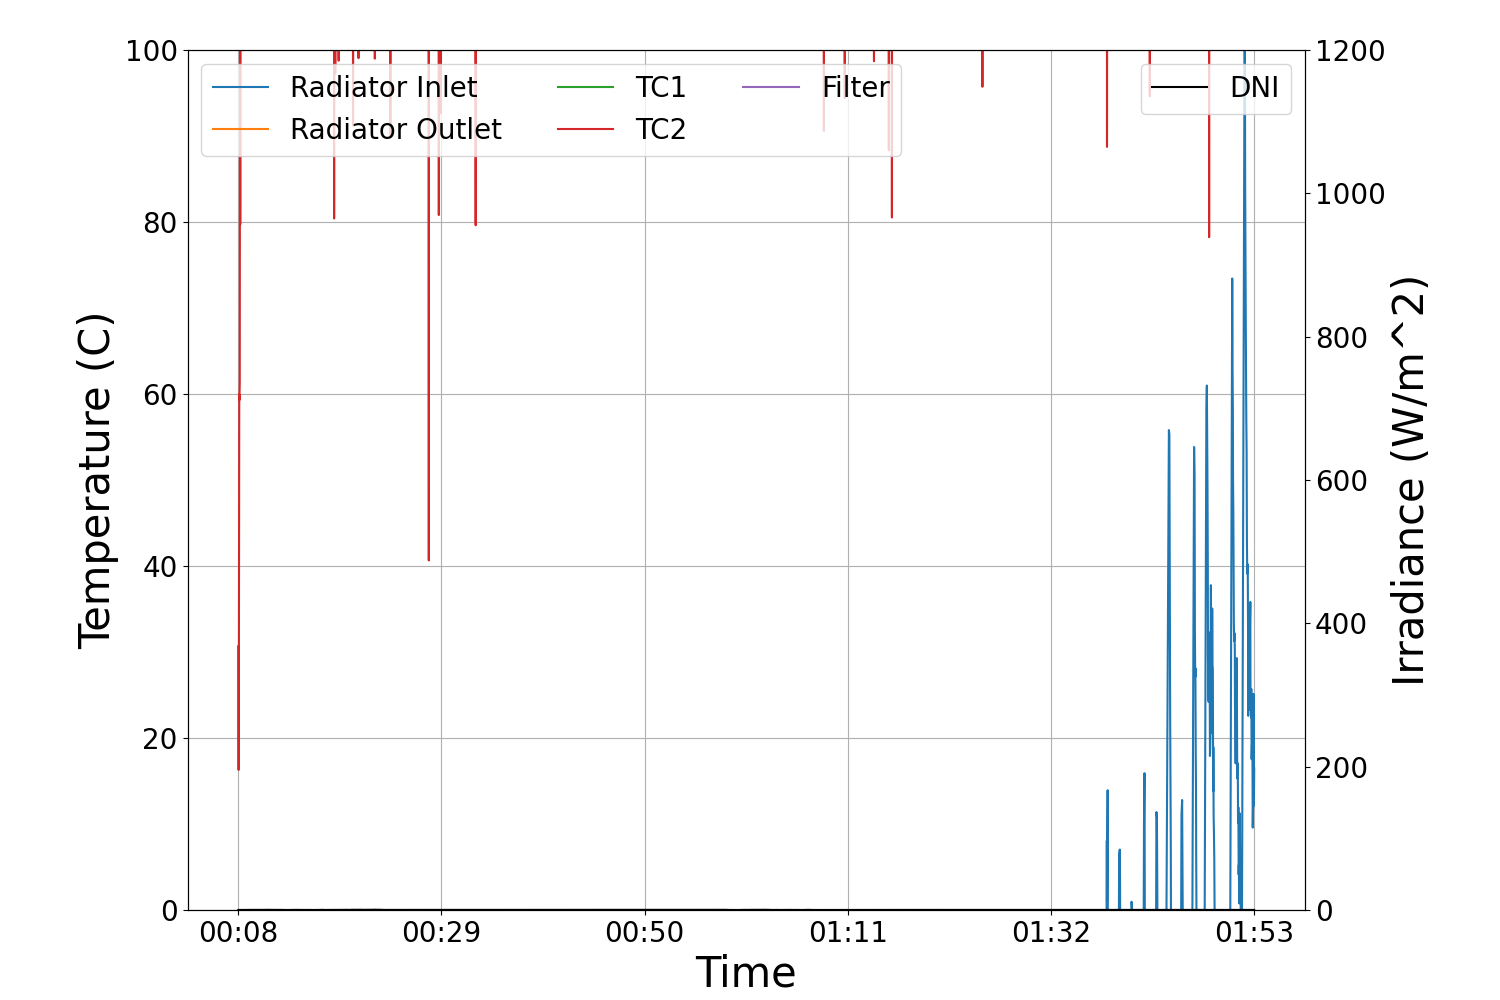 100
80
60
40
20
0
Temperature (C)
Radiator Inlet
Radiator Outlet
TC1
TC2
Filter
DNI
1200
1000
800
600
400
200
0
Irradiance (W/m^2)
00:08 00:29 00:50 01:11 01:32 01:53
Time